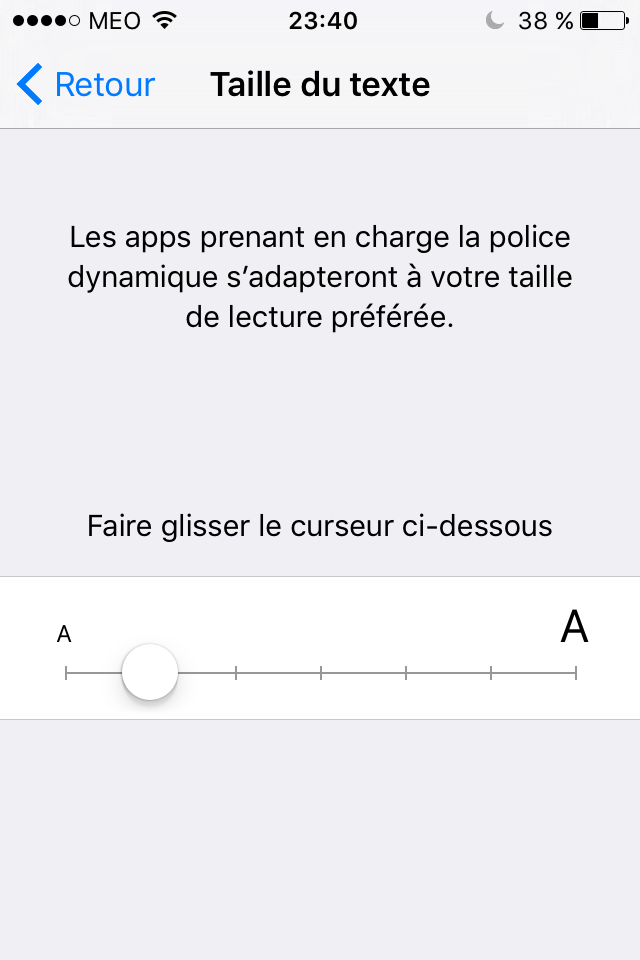 MEO 23:40 38 %
Retour Taille du texte
Les apps prenant en charge la police
dynamique s’adapteront à votre taille
de lecture préférée.
Faire glisser le curseur ci-dessous
A A